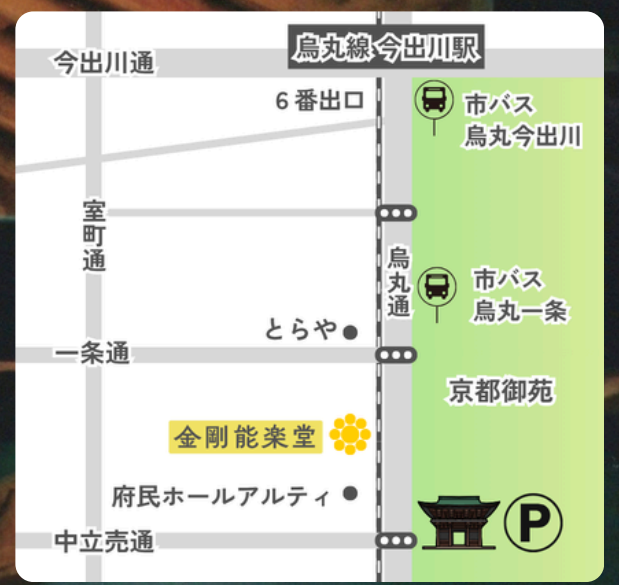 烏丸線 今出川駅
今出川通
6番出口
市バス
烏丸今出川
室町通
烏丸通
市バス
烏丸一条
とらや
一条通
京都御苑
金剛能楽堂
府民ホールアルティ
P
中立売通